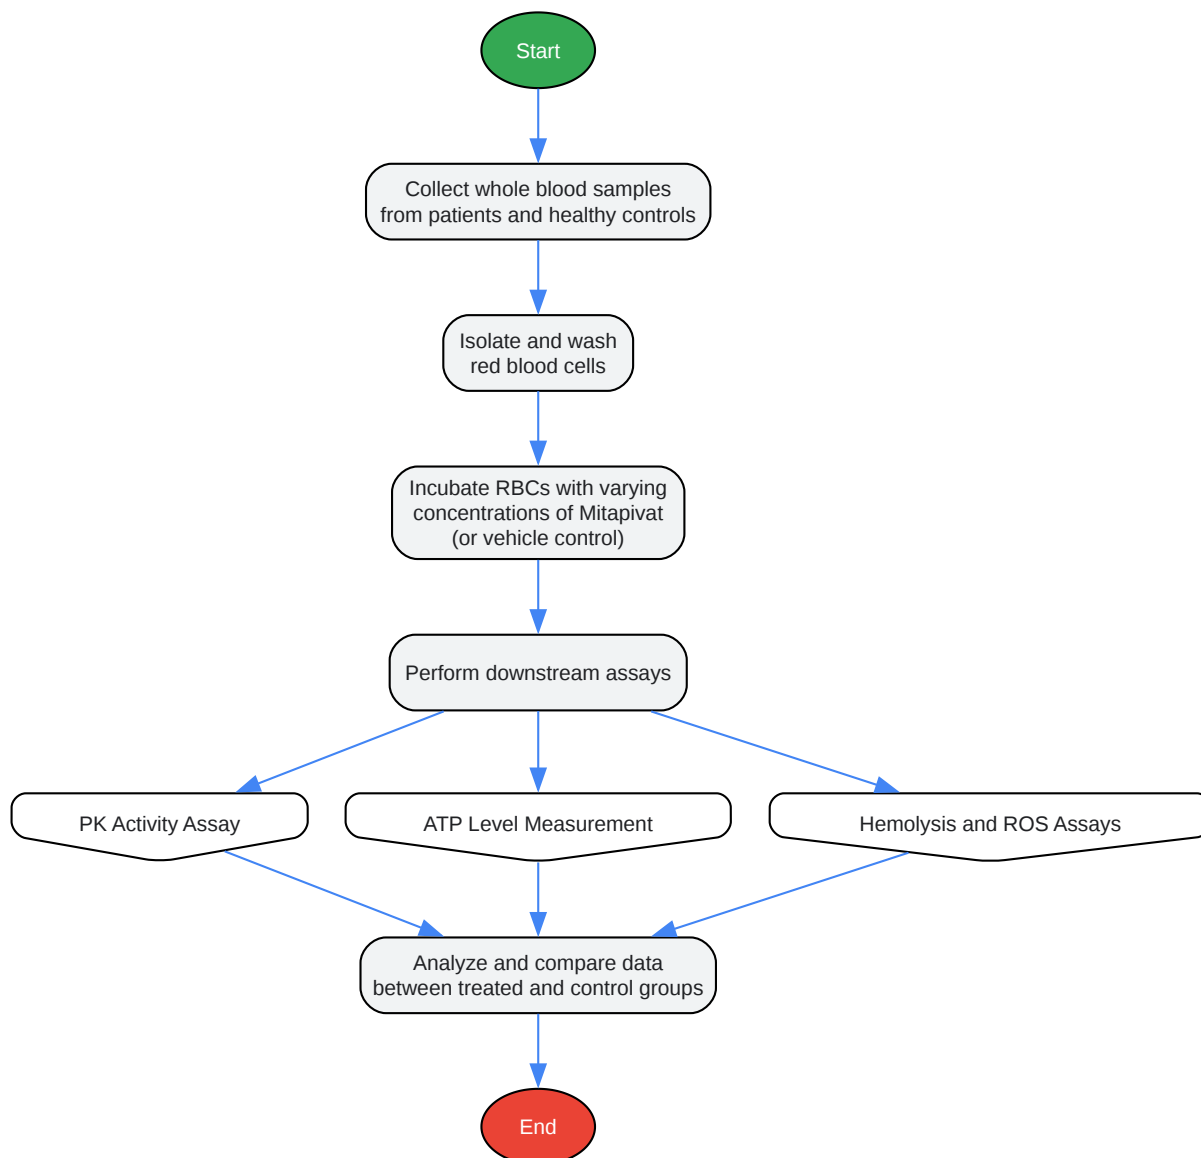 Start
Collect whole blood samples
from patients and healthy controls
Isolate and wash
red blood cells
Incubate RBCs with varying
concentrations of Mitapivat
(or vehicle control)
Perform downstream assays
PK Activity Assay
ATP Level Measurement
Hemolysis and ROS Assays
Analyze and compare data
between treated and control groups
End